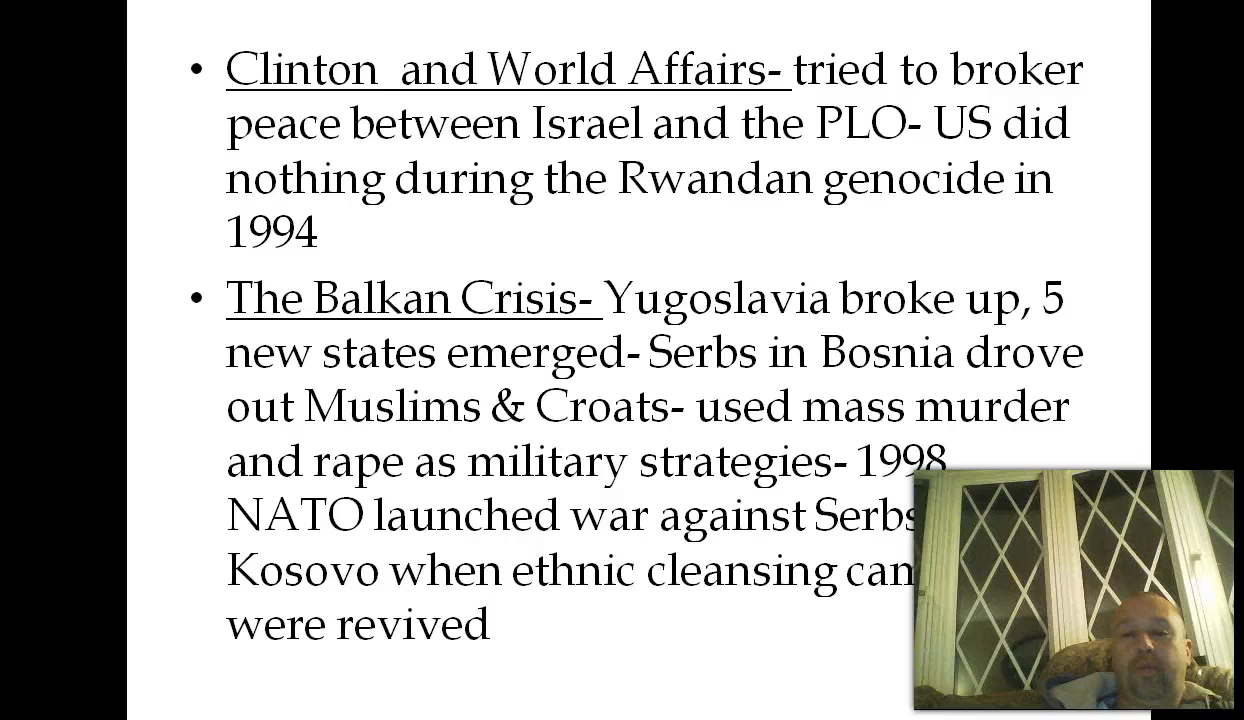 • Clinton and World Affairs- tried to broker
peace between Israel and the PLO- US did
nothing during the Rwandan genocide in
1994
• The Balkan Crisis- Yugoslavia broke up, 5
new states emerged- Serbs in Bosnia drove
out Muslims & Croats- used mass murder
and rape as military strategies- 1998
NATO launched war against Serbs
Kosovo when ethnic cleansing
were revived